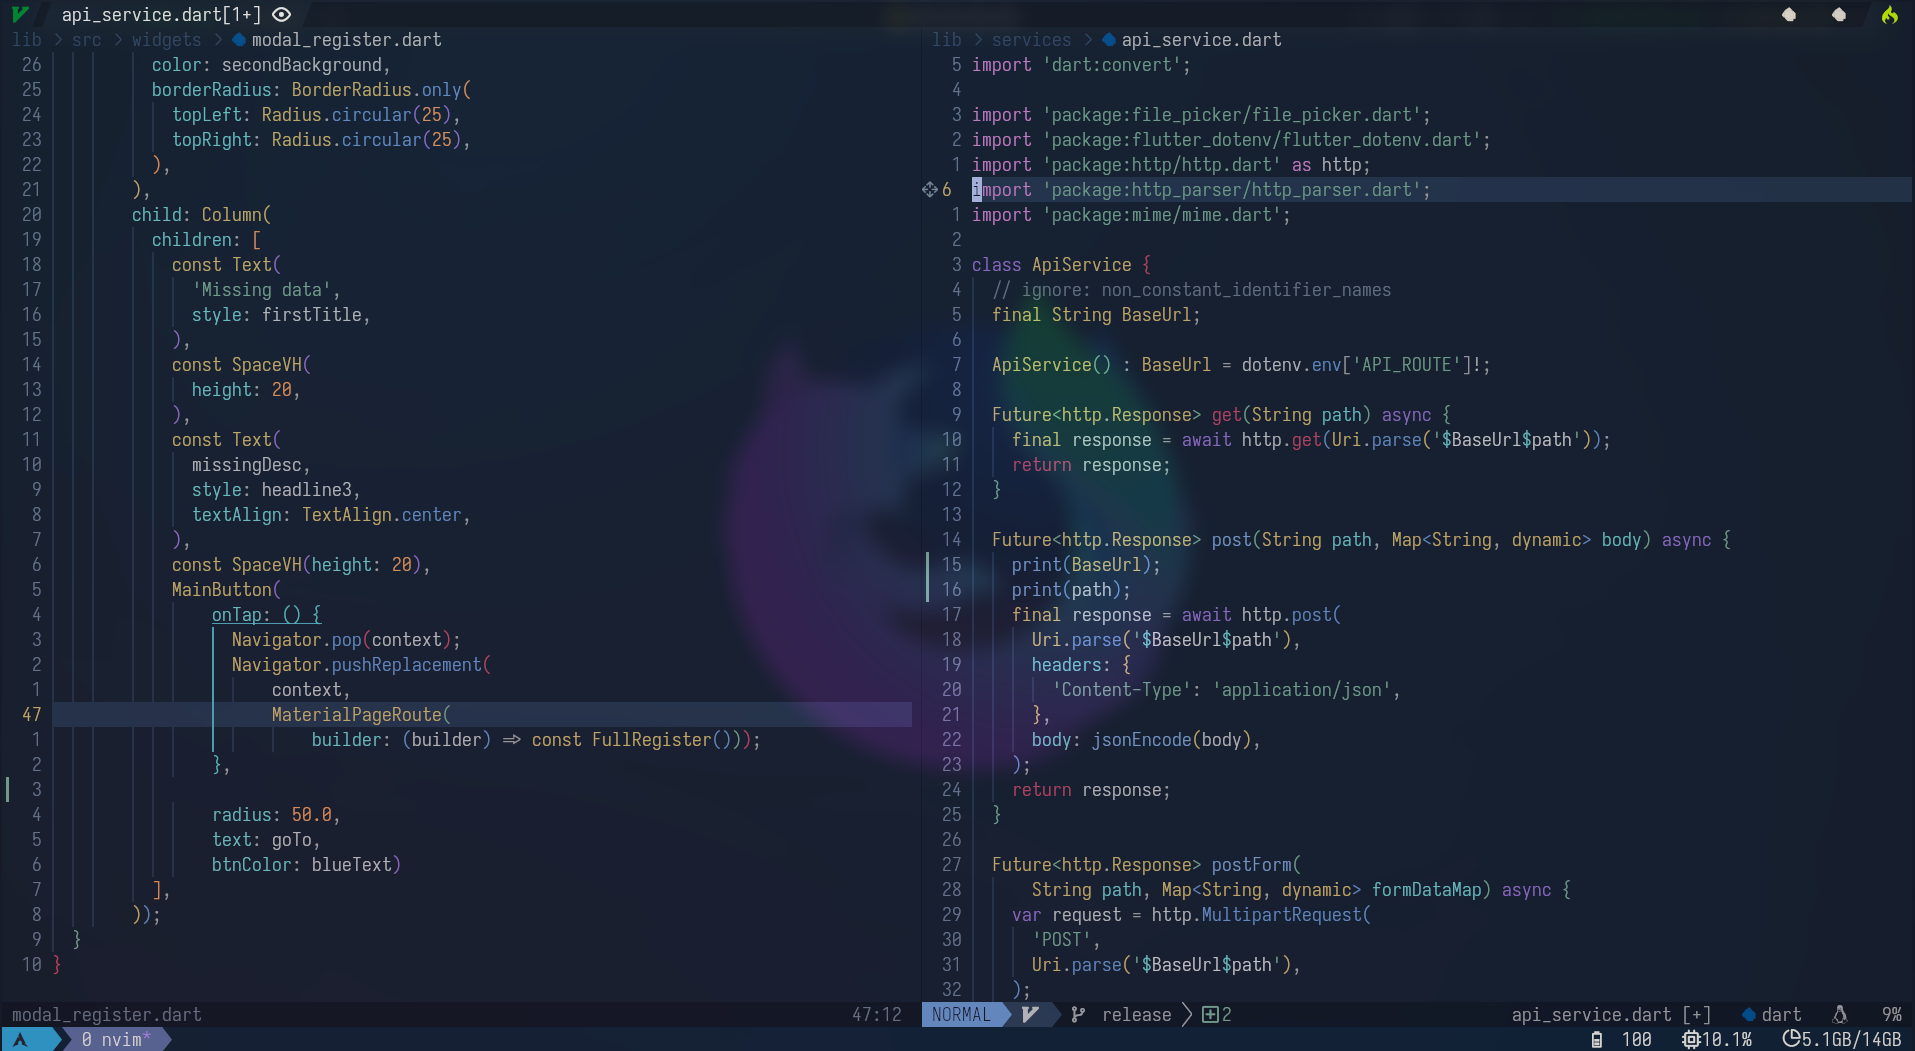 api_service.dart[1+]
lib > src > widgets > modal_register.dart
26 color: secondBackground,
25 borderRadius: BorderRadius.only(
24 topLeft: Radius.circular(25),
23 topRight: Radius.circular(25),
22 ),
21 ),
20 child: Column(
19 children: [
18 const Text(
17 'Missing data',
16 style: firstTitle,
15 ),
14 const SpaceVH(
13 height: 20,
12 ),
11 const Text(
10 missingDesc,
9 style: headline3,
8 textAlign: TextAlign.center,
7 ),
6 const SpaceVH(height: 20),
5 MainButton(
4 onTap: () {
3 Navigator.pop(context);
2 Navigator.pushReplacement(
1 context,
47 MaterialPageRoute(
1 builder: (builder) => const FullRegister()));
2 },
3
4 radius: 50.0,
5 text: goTo,
6 btnColor: blueText)
7 ],
8 ));
9 }
10 }
modal_register.dart 47:12
lib > services > api_service.dart
5 import 'dart:convert';
4
3 import 'package:file_picker/file_picker.dart';
2 import 'package:flutter_dotenv/flutter_dotenv.dart';
1 import 'package:http/http.dart' as http;
6 import 'package:http_parser/http_parser.dart';
1 import 'package:mime/mime.dart';
2
3 class ApiService {
4 // ignore: non_constant_identifier_names
5 final String BaseUrl;
6
7 ApiService() : BaseUrl = dotenv.env['API_ROUTE']!;
8
9 Future<http.Response> get(String path) async {
10 final response = await http.get(Uri.parse('$BaseUrl$path'));
11 return response;
12 }
13
14 Future<http.Response> post(String path, Map<String, dynamic> body) async {
15 print(BaseUrl);
16 print(path);
17 final response = await http.post(
18 Uri.parse('$BaseUrl$path'),
19 headers: {
20 'Content-Type': 'application/json',
21 },
22 body: jsonEncode(body),
23 );
24 return response;
25 }
26
27 Future<http.Response> postForm(
28 String path, Map<String, dynamic> formDataMap) async {
29 var request = http.MultipartRequest(
30 'POST',
31 Uri.parse('$BaseUrl$path'),
32 );
NORMAL release 2 api_service.dart [+] dart 9%
0 nvim* 100 10.1% 5.1GB/14GB